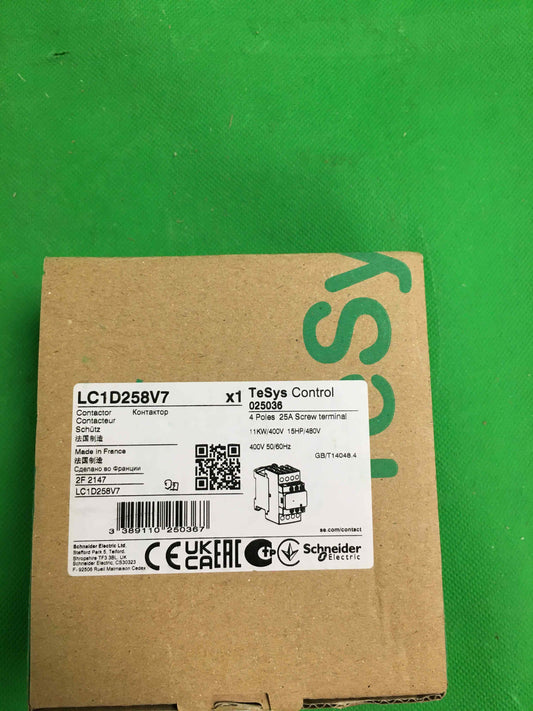 TeSys
LC1D258V7 x1 TeSys Control
025036
Contactor Контактор
Contacteur
Schütz
法国制造
4 Poles 25A Screw terminal
11KW/400V 15HP/480V
400V 50/60Hz
GB/T14048.4
Made in France
法国制造
Сделано во Франции
2F 2147
LC1D258V7
3 389110 250367
se.com/contact
Schneider Electric Ltd.
Stafford Park 5, Telford,
Shropshire TF3 3BL, UK
Schneider Electric, CS30323
F- 92506 Rueil Malmaison Cedex
CE UK CA EAC TP
Schneider Electric